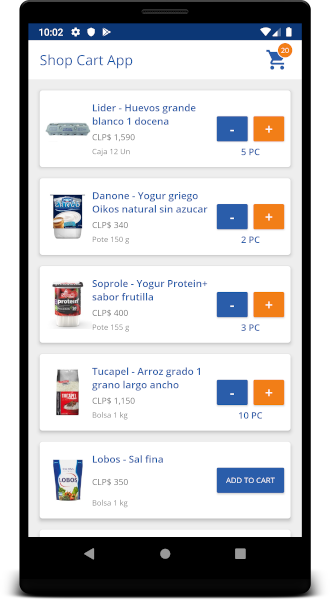 10:02
Shop Cart App
20
Lider - Huevos grande
blanco 1 docena
CLP$ 1,590
Caja 12 Un
-
+
5 PC
Danone - Yogur griego
Oikos natural sin azucar
CLP$ 340
Pote 150 g
-
+
2 PC
Soprole - Yogur Protein+
sabor frutilla
CLP$ 400
Pote 155 g
protein
-
+
3 PC
Tucapel - Arroz grado 1
grano largo ancho
CLP$ 1,150
Bolsa 1 kg
TUCAPEL
-
+
10 PC
Lobos - Sal fina
CLP$ 350
Bolsa 1 kg
LOBOS
ADD TO CART